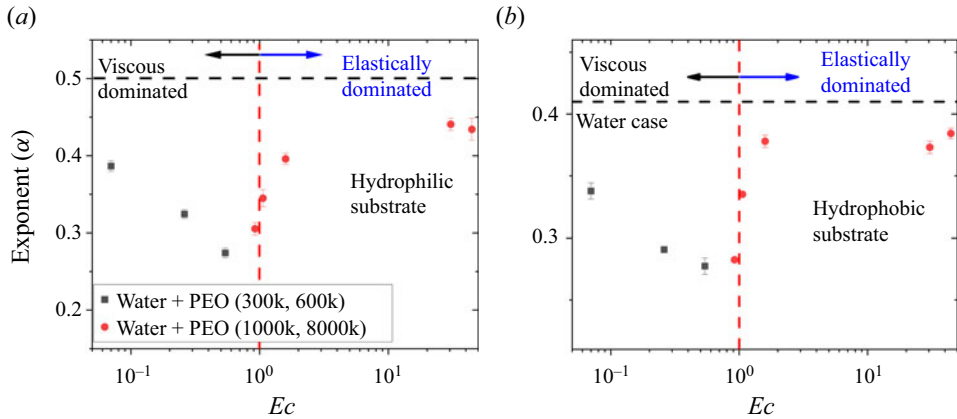 (a)
(b)
Viscous
dominated
Elastically
dominated
Hydrophilic
substrate
Water + PEO (300k, 600k)
Water + PEO (1000k, 8000k)
Exponent (α)
0.5
0.4
0.3
0.2
10⁻¹
10⁰
10¹
Ec
Viscous
dominated
Elastically
dominated
Water case
Hydrophobic
substrate
0.4
0.3
10⁻¹
10⁰
10¹
Ec